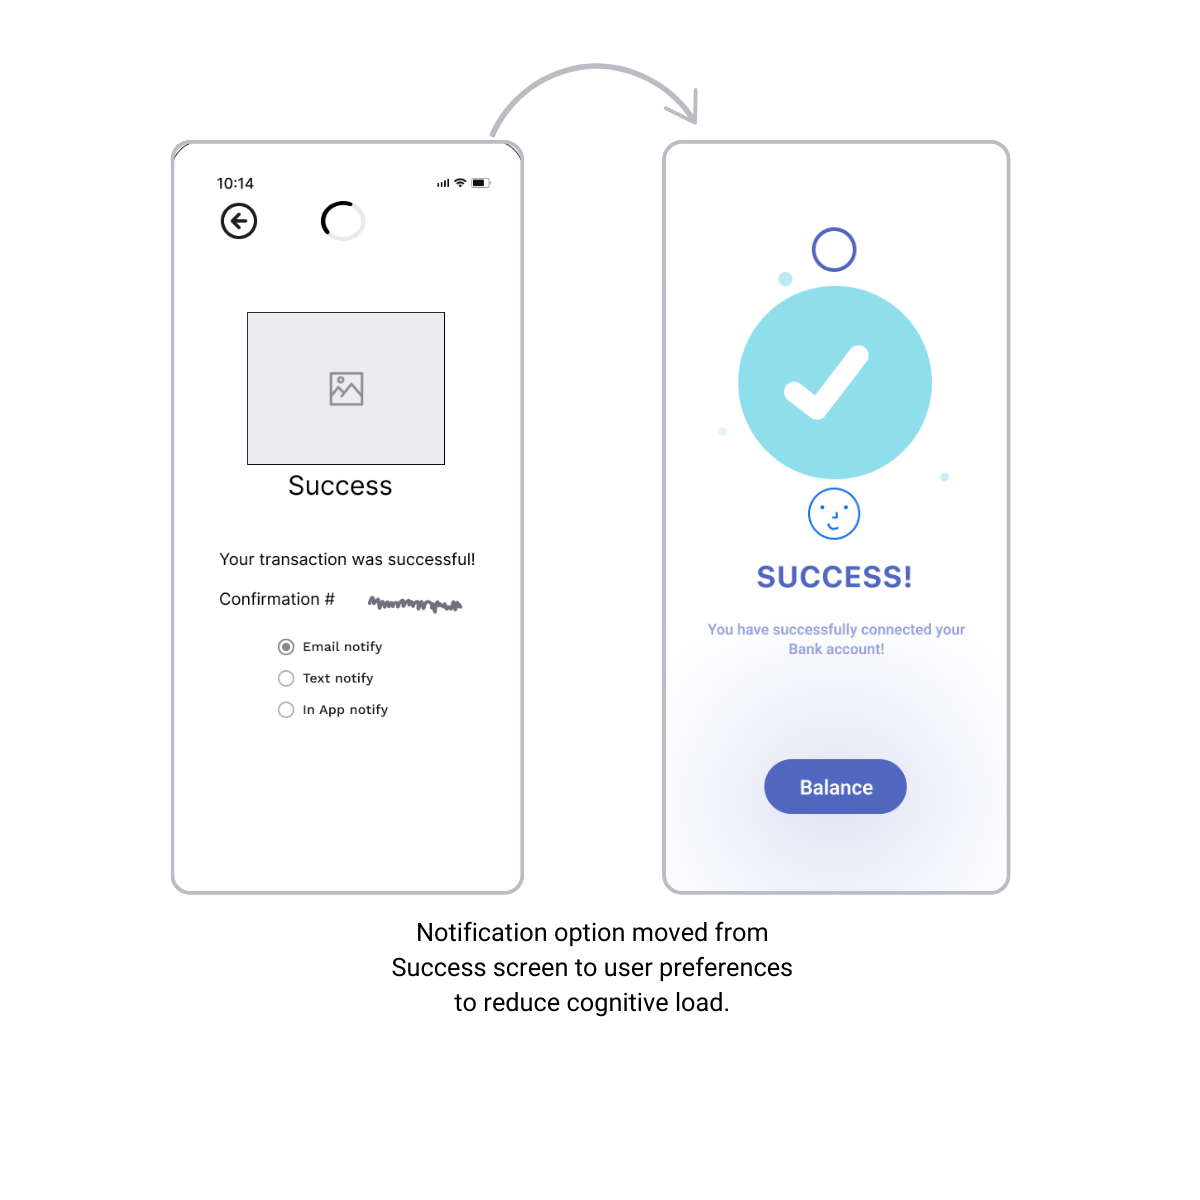 10:14
Success
Your transaction was successful!
Confirmation #
Email notify
Text notify
In App notify
SUCCESS!
You have successfully connected your
Bank account!
Balance
Notification option moved from
Success screen to user preferences
to reduce cognitive load.